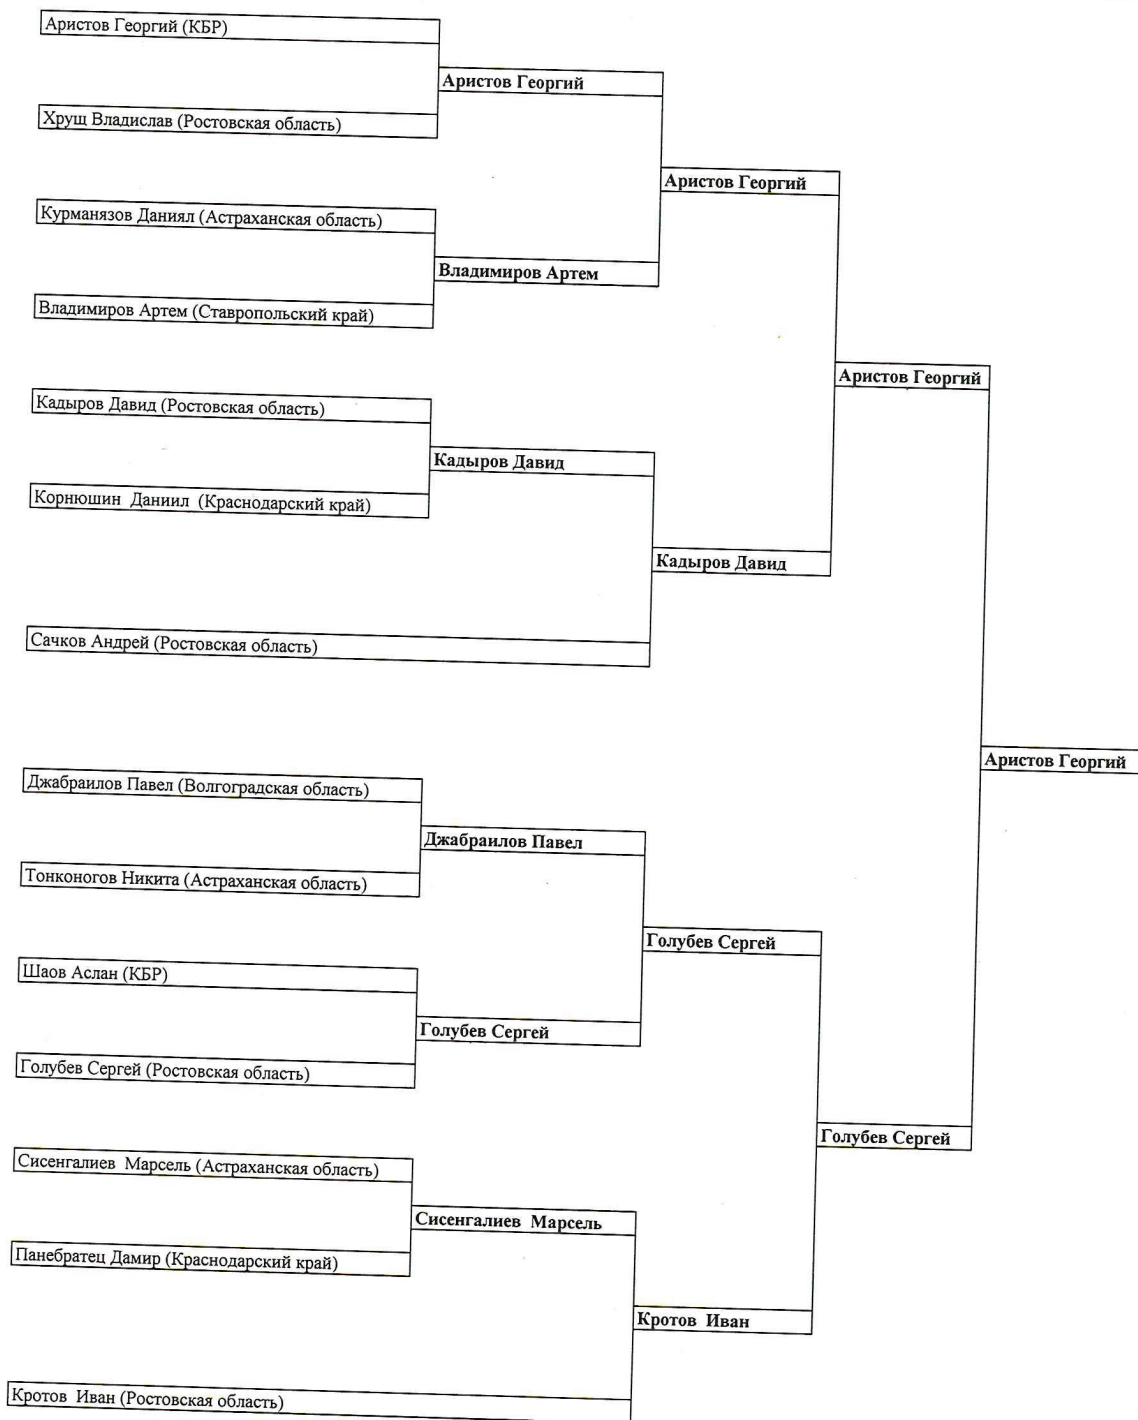 Аристов Георгий (КБР)
Аристов Георгий
Хрущ Владислав (Ростовская область)
Аристов Георгий
Курманязов Даниял (Астраханская область)
Владимиров Артем
Владимиров Артем (Ставропольский край)
Аристов Георгий
Кадыров Давид (Ростовская область)
Кадыров Давид
Корнюшин Даниил (Краснодарский край)
Кадыров Давид
Сачков Андрей (Ростовская область)
Аристов Георгий
Джабраилов Павел (Волгоградская область)
Джабраилов Павел
Тонконогов Никита (Астраханская область)
Голубев Сергей
Шаов Аслан (КБР)
Голубев Сергей
Голубев Сергей (Ростовская область)
Голубев Сергей
Сисенгалиев Марсель (Астраханская область)
Сисенгалиев Марсель
Панебратец Дамир (Краснодарский край)
Кротов Иван
Кротов Иван (Ростовская область)